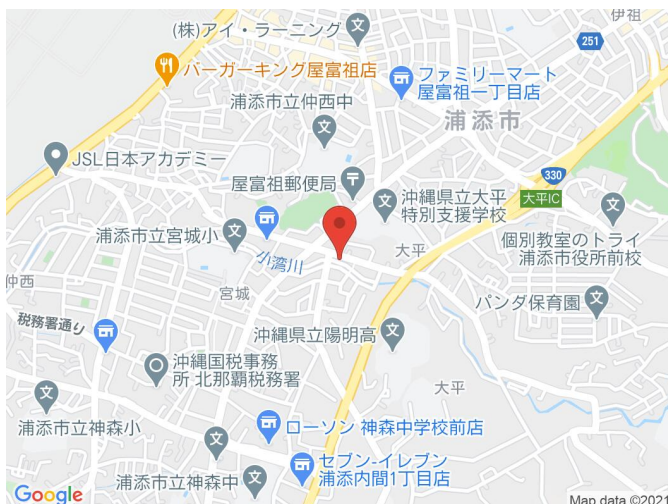 伊祖
(株)アイ・ラーニング
251
バーガーキング屋富祖店
ファミリーマート
屋富祖一丁目店
浦添市立仲西中
浦添市
JSL日本アカデミー
屋富祖郵便局
330
大平IC
沖縄県立大平
特別支援学校
浦添市立宮城小
大平
個別教室のトライ
浦添市役所前校
小湾川
仲西
宮城
パンダ保育園
税務署通り
沖縄県立陽明高
沖縄国税事務
所 北那覇税務署
大平
浦添市立神森小
ローソン 神森中学校前店
セブン-イレブン
浦添内間1丁目店
浦添市立神森中
Google
Map data ©2021